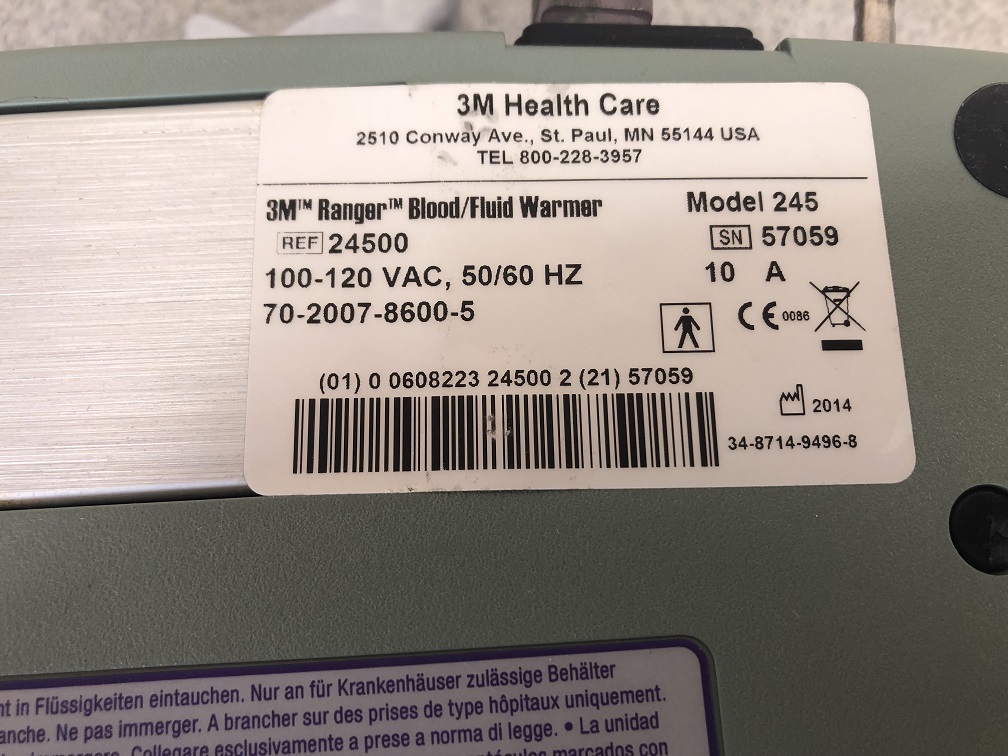 3M Health Care
2510 Conway Ave., St. Paul, MN 55144 USA
TEL 800-228-3957
3M™ Ranger™ Blood/Fluid Warmer
Model 245
REF 24500
SN 57059
100-120 VAC, 50/60 HZ
10 A
70-2007-8600-5
CE 0086
(01) 0 0608223 24500 2 (21) 57059
2014
34-8714-9496-8
in Flüssigkeiten eintauchen. Nur an für Krankenhäuser zulässige Behälter
Ne pas immerger. A brancher sur des prises de type hôpitaux uniquement.
Collegare esclusivamente a prese a norma di legge. • La unidad
marcados con